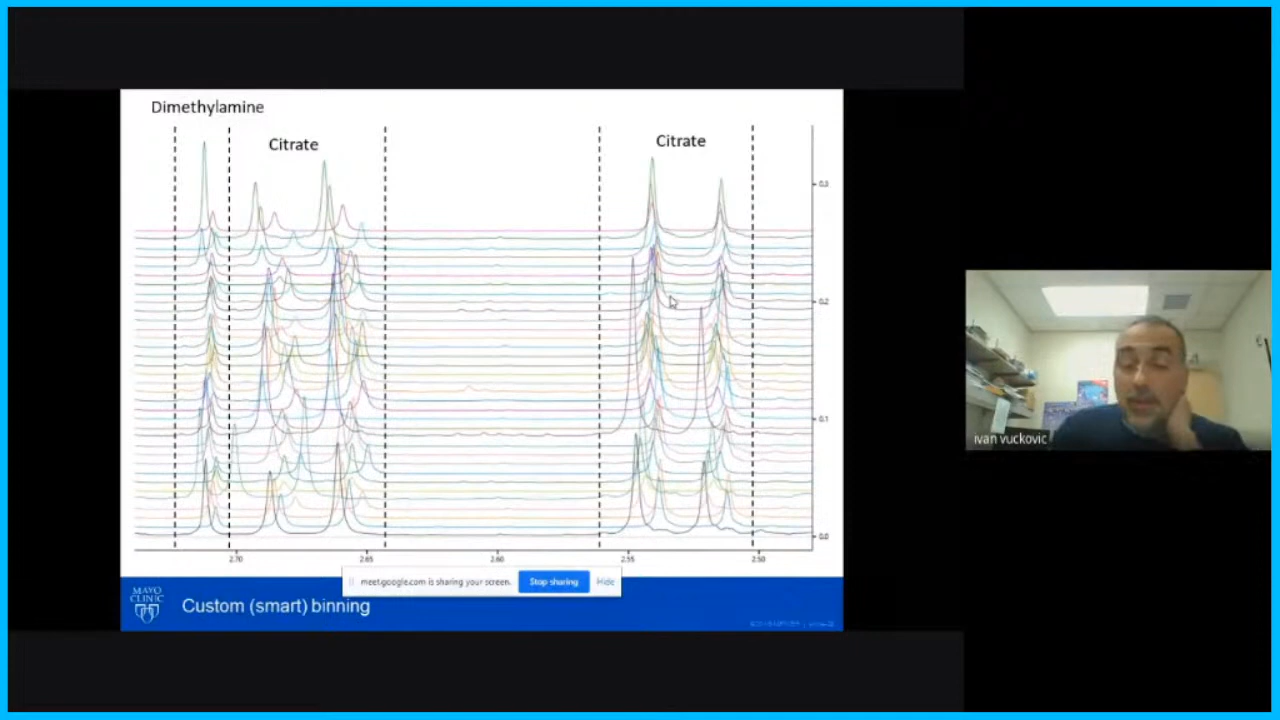 Dimethylamine
Citrate
Citrate
0.3
0.2
0.1
0.0
2.70
2.65
2.60
2.55
2.50
meet.google.com is sharing your screen.
Stop sharing
Hide
MAYO
CLINIC
Custom (smart) binning
ivan vuckovic